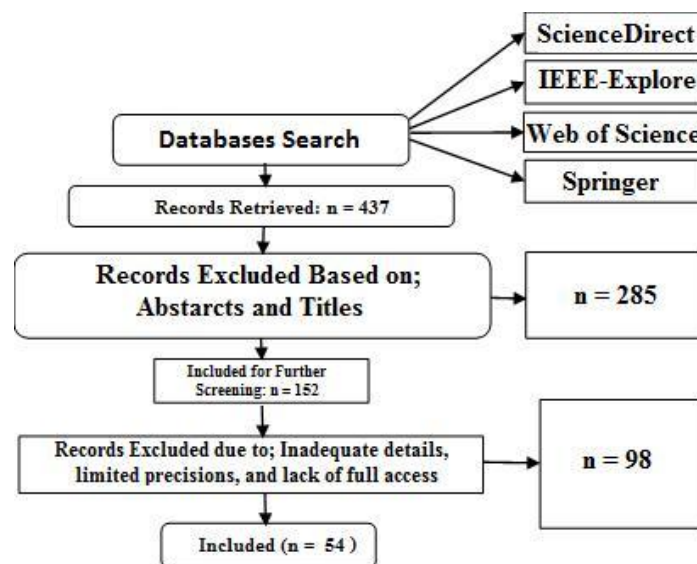 ScienceDirect
IEEE-Explore
Databases Search
Web of Science
Springer
Records Retrieved: n = 437
Records Excluded Based on;
Abstarcts and Titles
n = 285
Included for Further
Screening: n = 152
Records Excluded due to; Inadequate details,
limited precisions, and lack of full access
n = 98
Included (n = 54 )